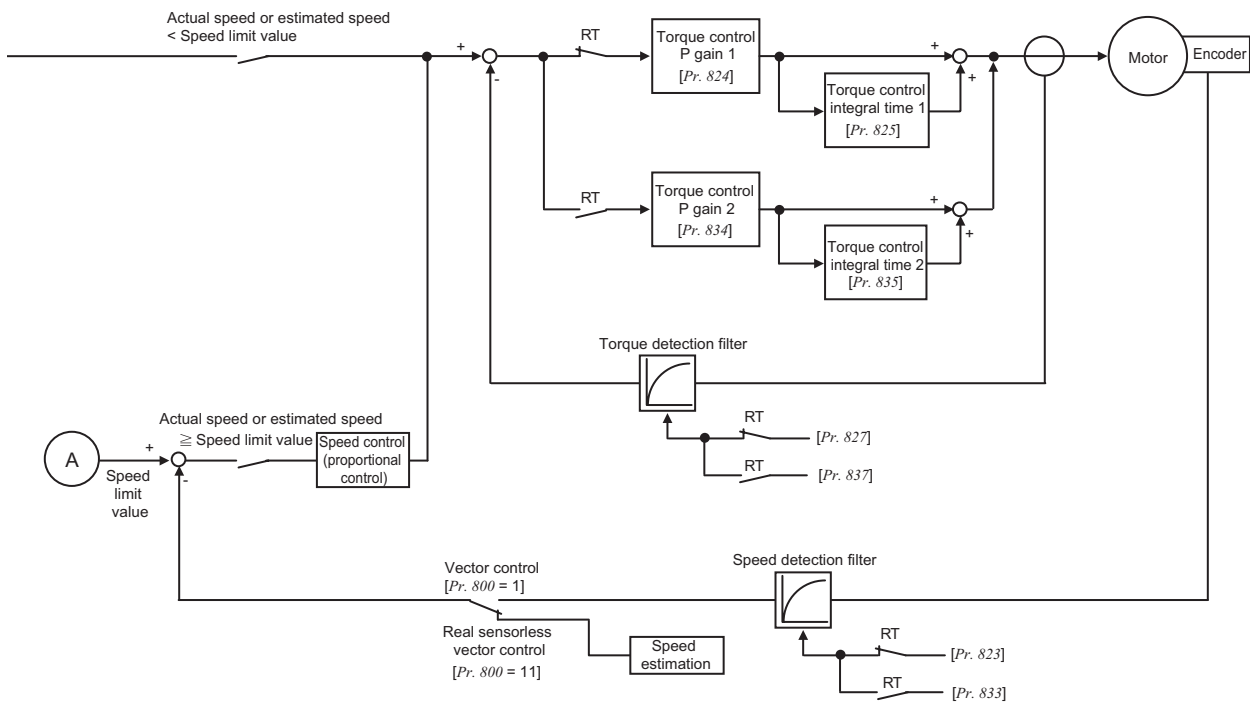 Actual speed or estimated speed
< Speed limit value
+
-
RT
Torque control
P gain 1
[Pr. 824]
+
+
Torque control
integral time 1
[Pr. 825]
Motor
Encoder
RT
Torque control
P gain 2
[Pr. 834]
+
+
Torque control
integral time 2
[Pr. 835]
Torque detection filter
RT
[Pr. 827]
RT
[Pr. 837]
Actual speed or estimated speed
≧ Speed limit value
A
+
-
Speed
limit
value
Speed control
(proportional
control)
Vector control
[Pr. 800 = 1]
Real sensorless
vector control
[Pr. 800 = 11]
Speed
estimation
Speed detection filter
RT
[Pr. 823]
RT
[Pr. 833]